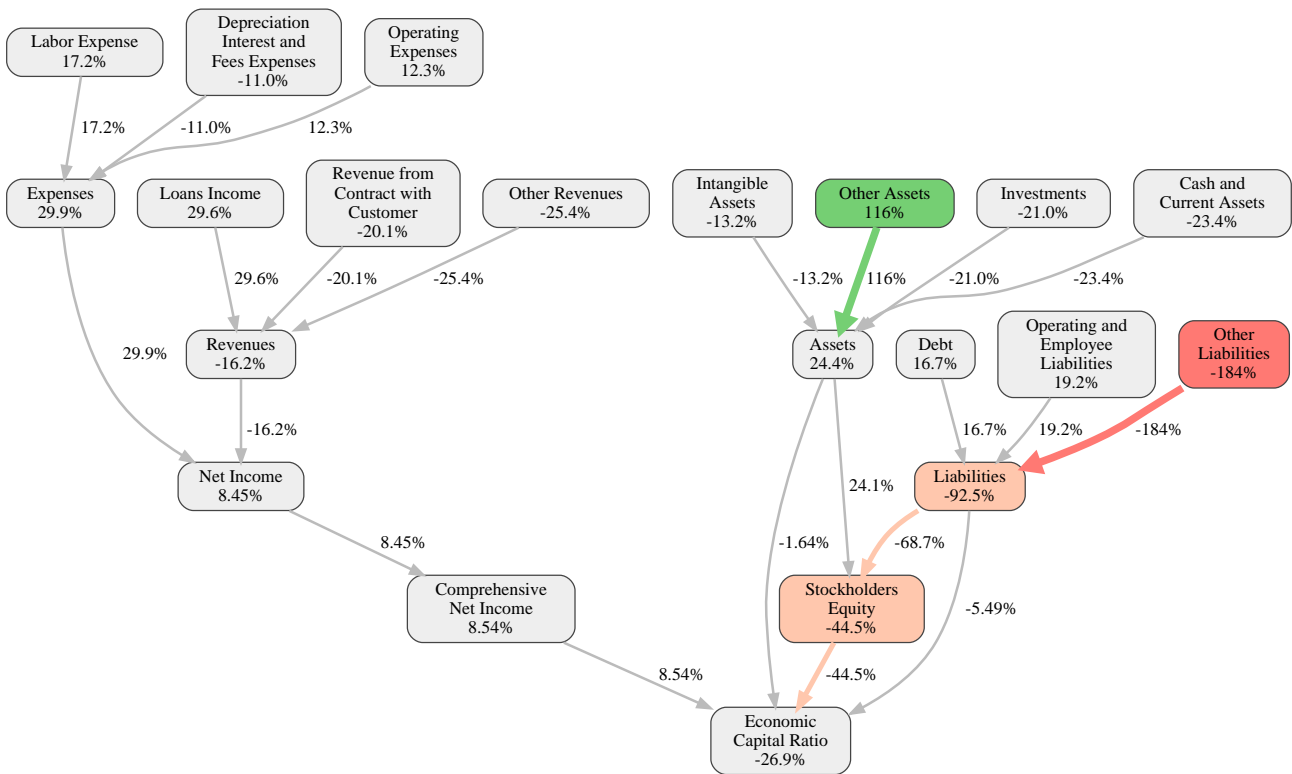 Labor Expense
17.2%
Depreciation
Interest and
Fees Expenses
-11.0%
Operating
Expenses
12.3%
17.2%
-11.0%
12.3%
Expenses
29.9%
Loans Income
29.6%
Revenue from
Contract with
Customer
-20.1%
Other Revenues
-25.4%
Intangible
Assets
-13.2%
Other Assets
116%
Investments
-21.0%
Cash and
Current Assets
-23.4%
29.6%
-20.1%
-25.4%
-13.2%
116%
-21.0%
-23.4%
29.9%
Revenues
-16.2%
Assets
24.4%
Debt
16.7%
Operating and
Employee
Liabilities
19.2%
Other
Liabilities
-184%
-16.2%
16.7%
19.2%
-184%
Net Income
8.45%
24.1%
Liabilities
-92.5%
8.45%
-1.64%
-68.7%
-5.49%
Comprehensive
Net Income
8.54%
Stockholders
Equity
-44.5%
8.54%
-44.5%
Economic
Capital Ratio
-26.9%